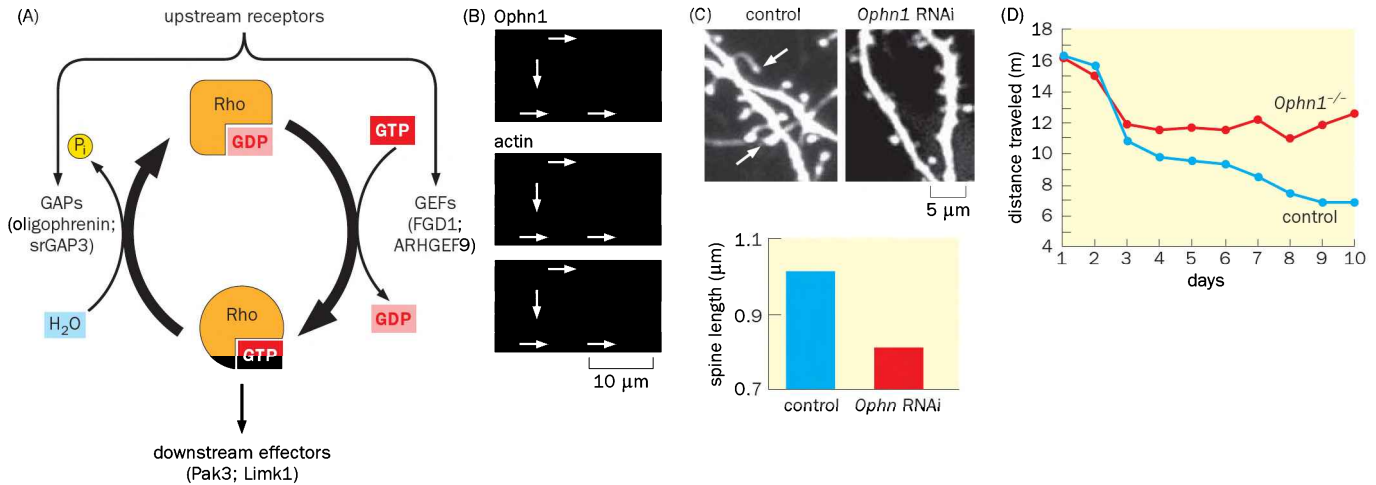 (A)
upstream receptors
Rho
GDP
GTP
Pi
GAPs
(oligophrenin;
srGAP3)
GEFs
(FGD1;
ARHGEF9)
H2O
Rho
GTP
GDP
downstream effectors
(Pak3; Limk1)
(B)
Ophn1
actin
10 μm
(C)
control
Ophn1 RNAi
5 μm
spine length (μm)
1.1
0.9
0.7
control
Ophn RNAi
(D)
distance traveled (m)
18
16
14
12
10
8
6
4
Ophn1−/−
control
1 2 3 4 5 6 7 8 9 10
days